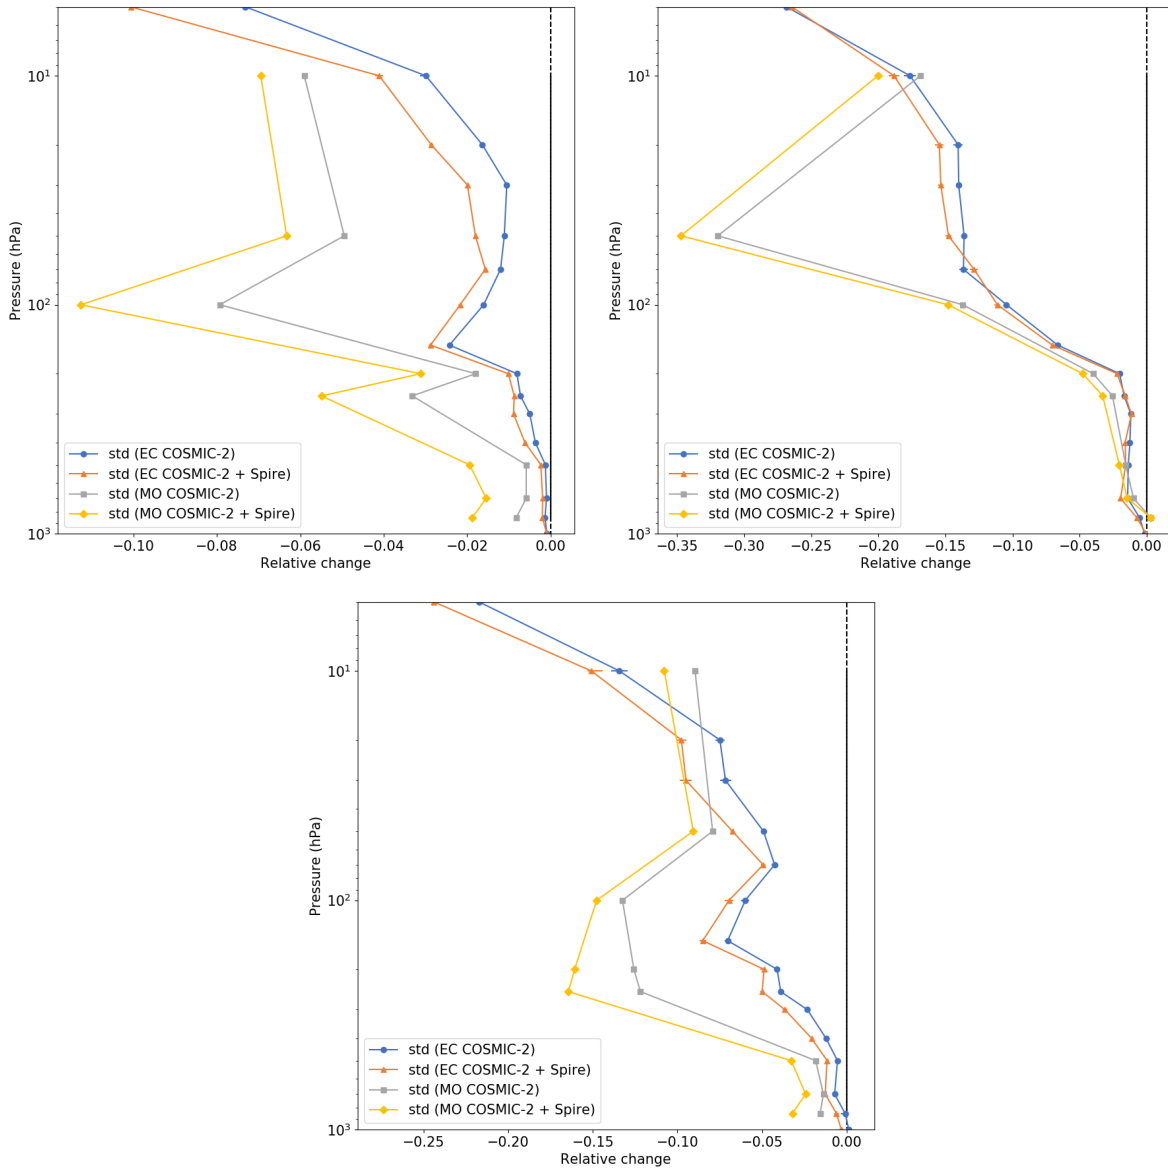 10¹
10²
10³
Pressure (hPa)
−0.10
−0.08
−0.06
−0.04
−0.02
0.00
Relative change
std (EC COSMIC-2)
std (EC COSMIC-2 + Spire)
std (MO COSMIC-2)
std (MO COSMIC-2 + Spire)
10¹
10²
10³
Pressure (hPa)
−0.35
−0.30
−0.25
−0.20
−0.15
−0.10
−0.05
0.00
Relative change
std (EC COSMIC-2)
std (EC COSMIC-2 + Spire)
std (MO COSMIC-2)
std (MO COSMIC-2 + Spire)
10¹
10²
10³
Pressure (hPa)
−0.25
−0.20
−0.15
−0.10
−0.05
0.00
Relative change
std (EC COSMIC-2)
std (EC COSMIC-2 + Spire)
std (MO COSMIC-2)
std (MO COSMIC-2 + Spire)